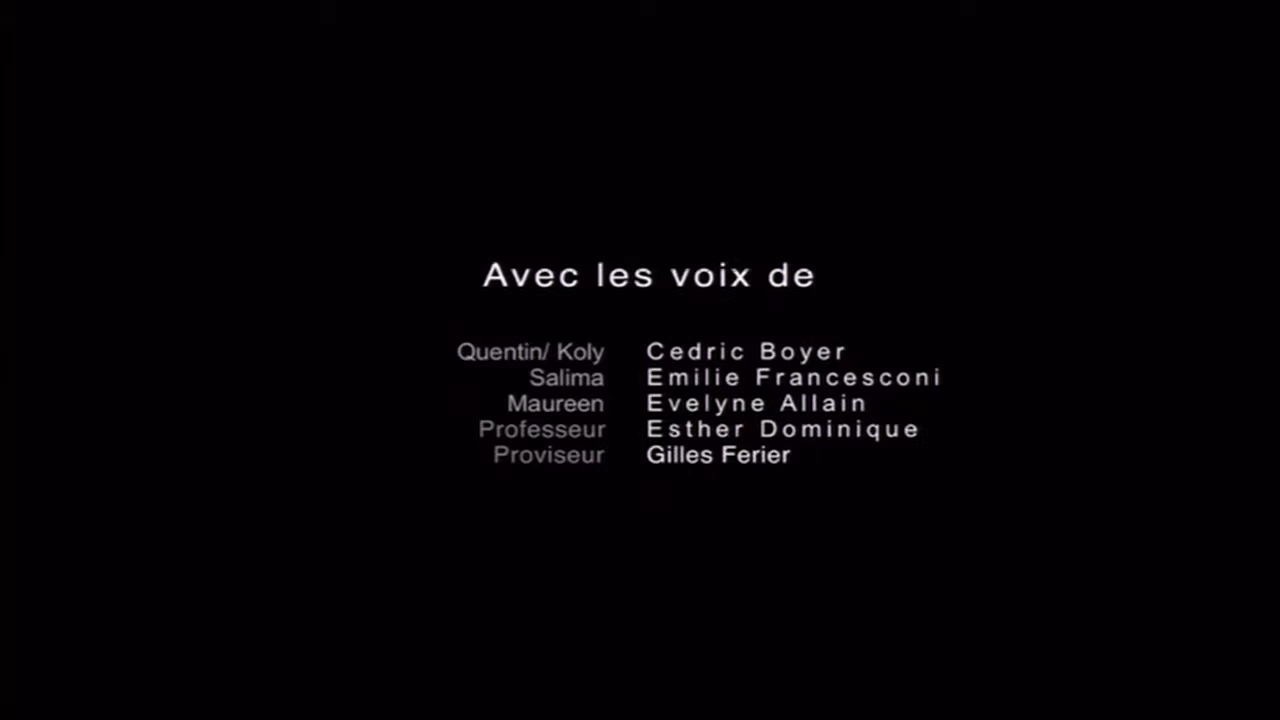 Avec les voix de
Quentin/ Koly Cedric Boyer
Salima Emilie Francesconi
Maureen Evelyne Allain
Professeur Esther Dominique
Proviseur Gilles Ferier